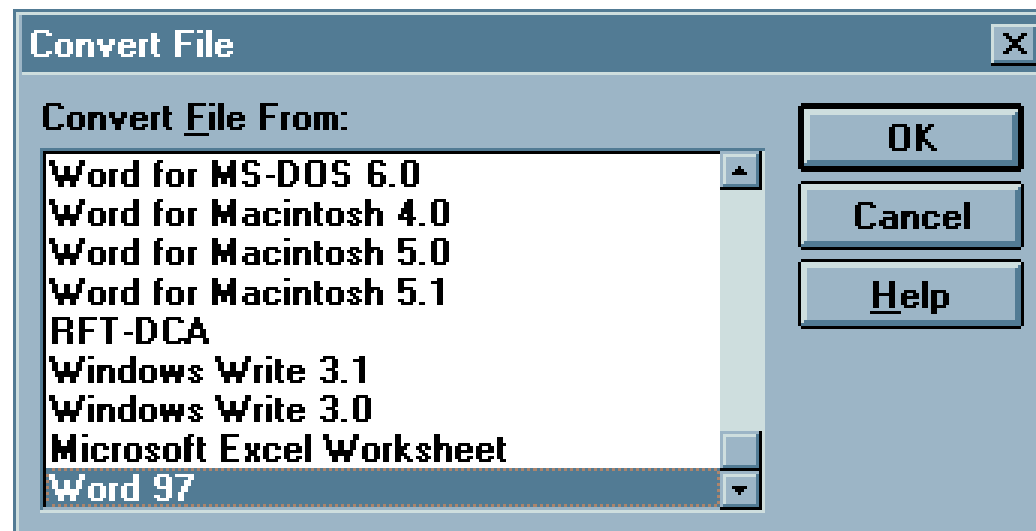 Convert File
Convert File From:
Word for MS-DOS 6.0
Word for Macintosh 4.0
Word for Macintosh 5.0
Word for Macintosh 5.1
RFT-DCA
Windows Write 3.1
Windows Write 3.0
Microsoft Excel Worksheet
Word 97
OK
Cancel
Help